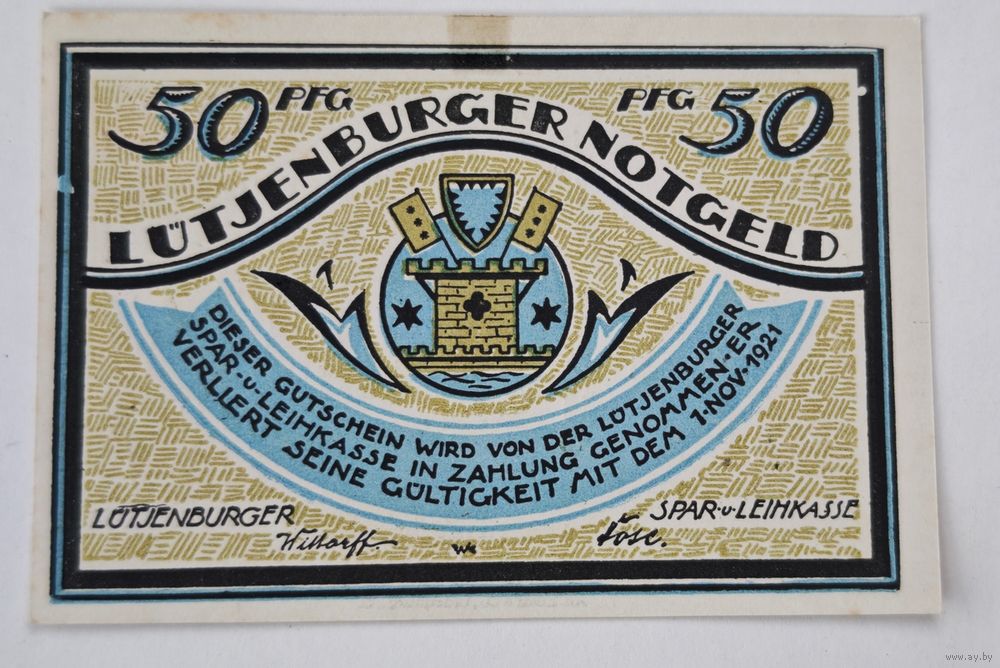 50 PFG
PFG 50
LÜTJENBURGER NOTGELD
DIESER GUTSCHEIN WIRD VON DER LÜTJENBURGER
SPAR-u-LEIHKASSE IN ZAHLUNG GENOMMEN·ER
VERLIERT SEINE GÜLTIGKEIT MIT DEM 1·NOV·1921
LÜTJENBURGER
SPAR-u-LEIHKASSE
www.ay.by